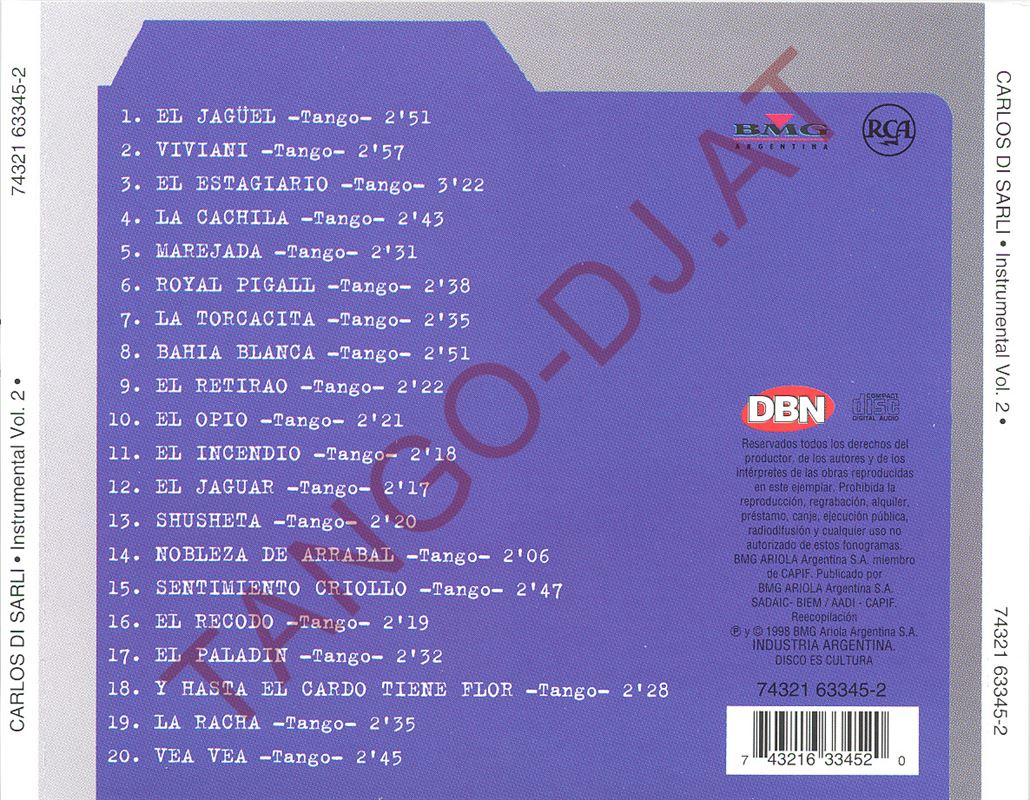 74321 63345-2
CARLOS DI SARLI • Instrumental Vol. 2 •
1. EL JAGÜEL –Tango– 2'51
2. VIVIANI –Tango– 2'57
3. EL ESTAGIARIO –Tango– 3'22
4. LA CACHILA –Tango– 2'43
5. MAREJADA –Tango– 2'31
6. ROYAL PIGALL –Tango– 2'38
7. LA TORCACITA –Tango– 2'35
8. BAHIA BLANCA –Tango– 2'51
9. EL RETIRAO –Tango– 2'22
10. EL OPIO –Tango– 2'21
11. EL INCENDIO –Tango– 2'18
12. EL JAGUAR –Tango– 2'17
13. SHUSHETA –Tango– 2'20
14. NOBLEZA DE ARRABAL –Tango– 2'06
15. SENTIMIENTO CRIOLLO –Tango– 2'47
16. EL RECODO –Tango– 2'19
17. EL PALADIN –Tango– 2'32
18. Y HASTA EL CARDO TIENE FLOR –Tango– 2'28
19. LA RACHA –Tango– 2'35
20. VEA VEA –Tango– 2'45
TANGO-DJ.AT
BMG
ARGENTINA
RCA
DBN
COMPACT
disc
DIGITAL AUDIO
Reservados todos los derechos del
productor, de los autores y de los
intérpretes de las obras reproducidas
en este ejemplar. Prohibida la
reproducción, regrabación, alquiler,
préstamo, canje, ejecución pública,
radiodifusión y cualquier uso no
autorizado de estos fonogramas.
BMG ARIOLA Argentina S.A. miembro
de CAPIF. Publicado por
BMG ARIOLA Argentina S.A.
SADAIC- BIEM / AADI - CAPIF.
Reecopilación
℗ y © 1998 BMG Ariola Argentina S.A.
INDUSTRIA ARGENTINA.
DISCO ES CULTURA
74321 63345-2
7 43216 33452 0
CARLOS DI SARLI • Instrumental Vol. 2 •
74321 63345-2